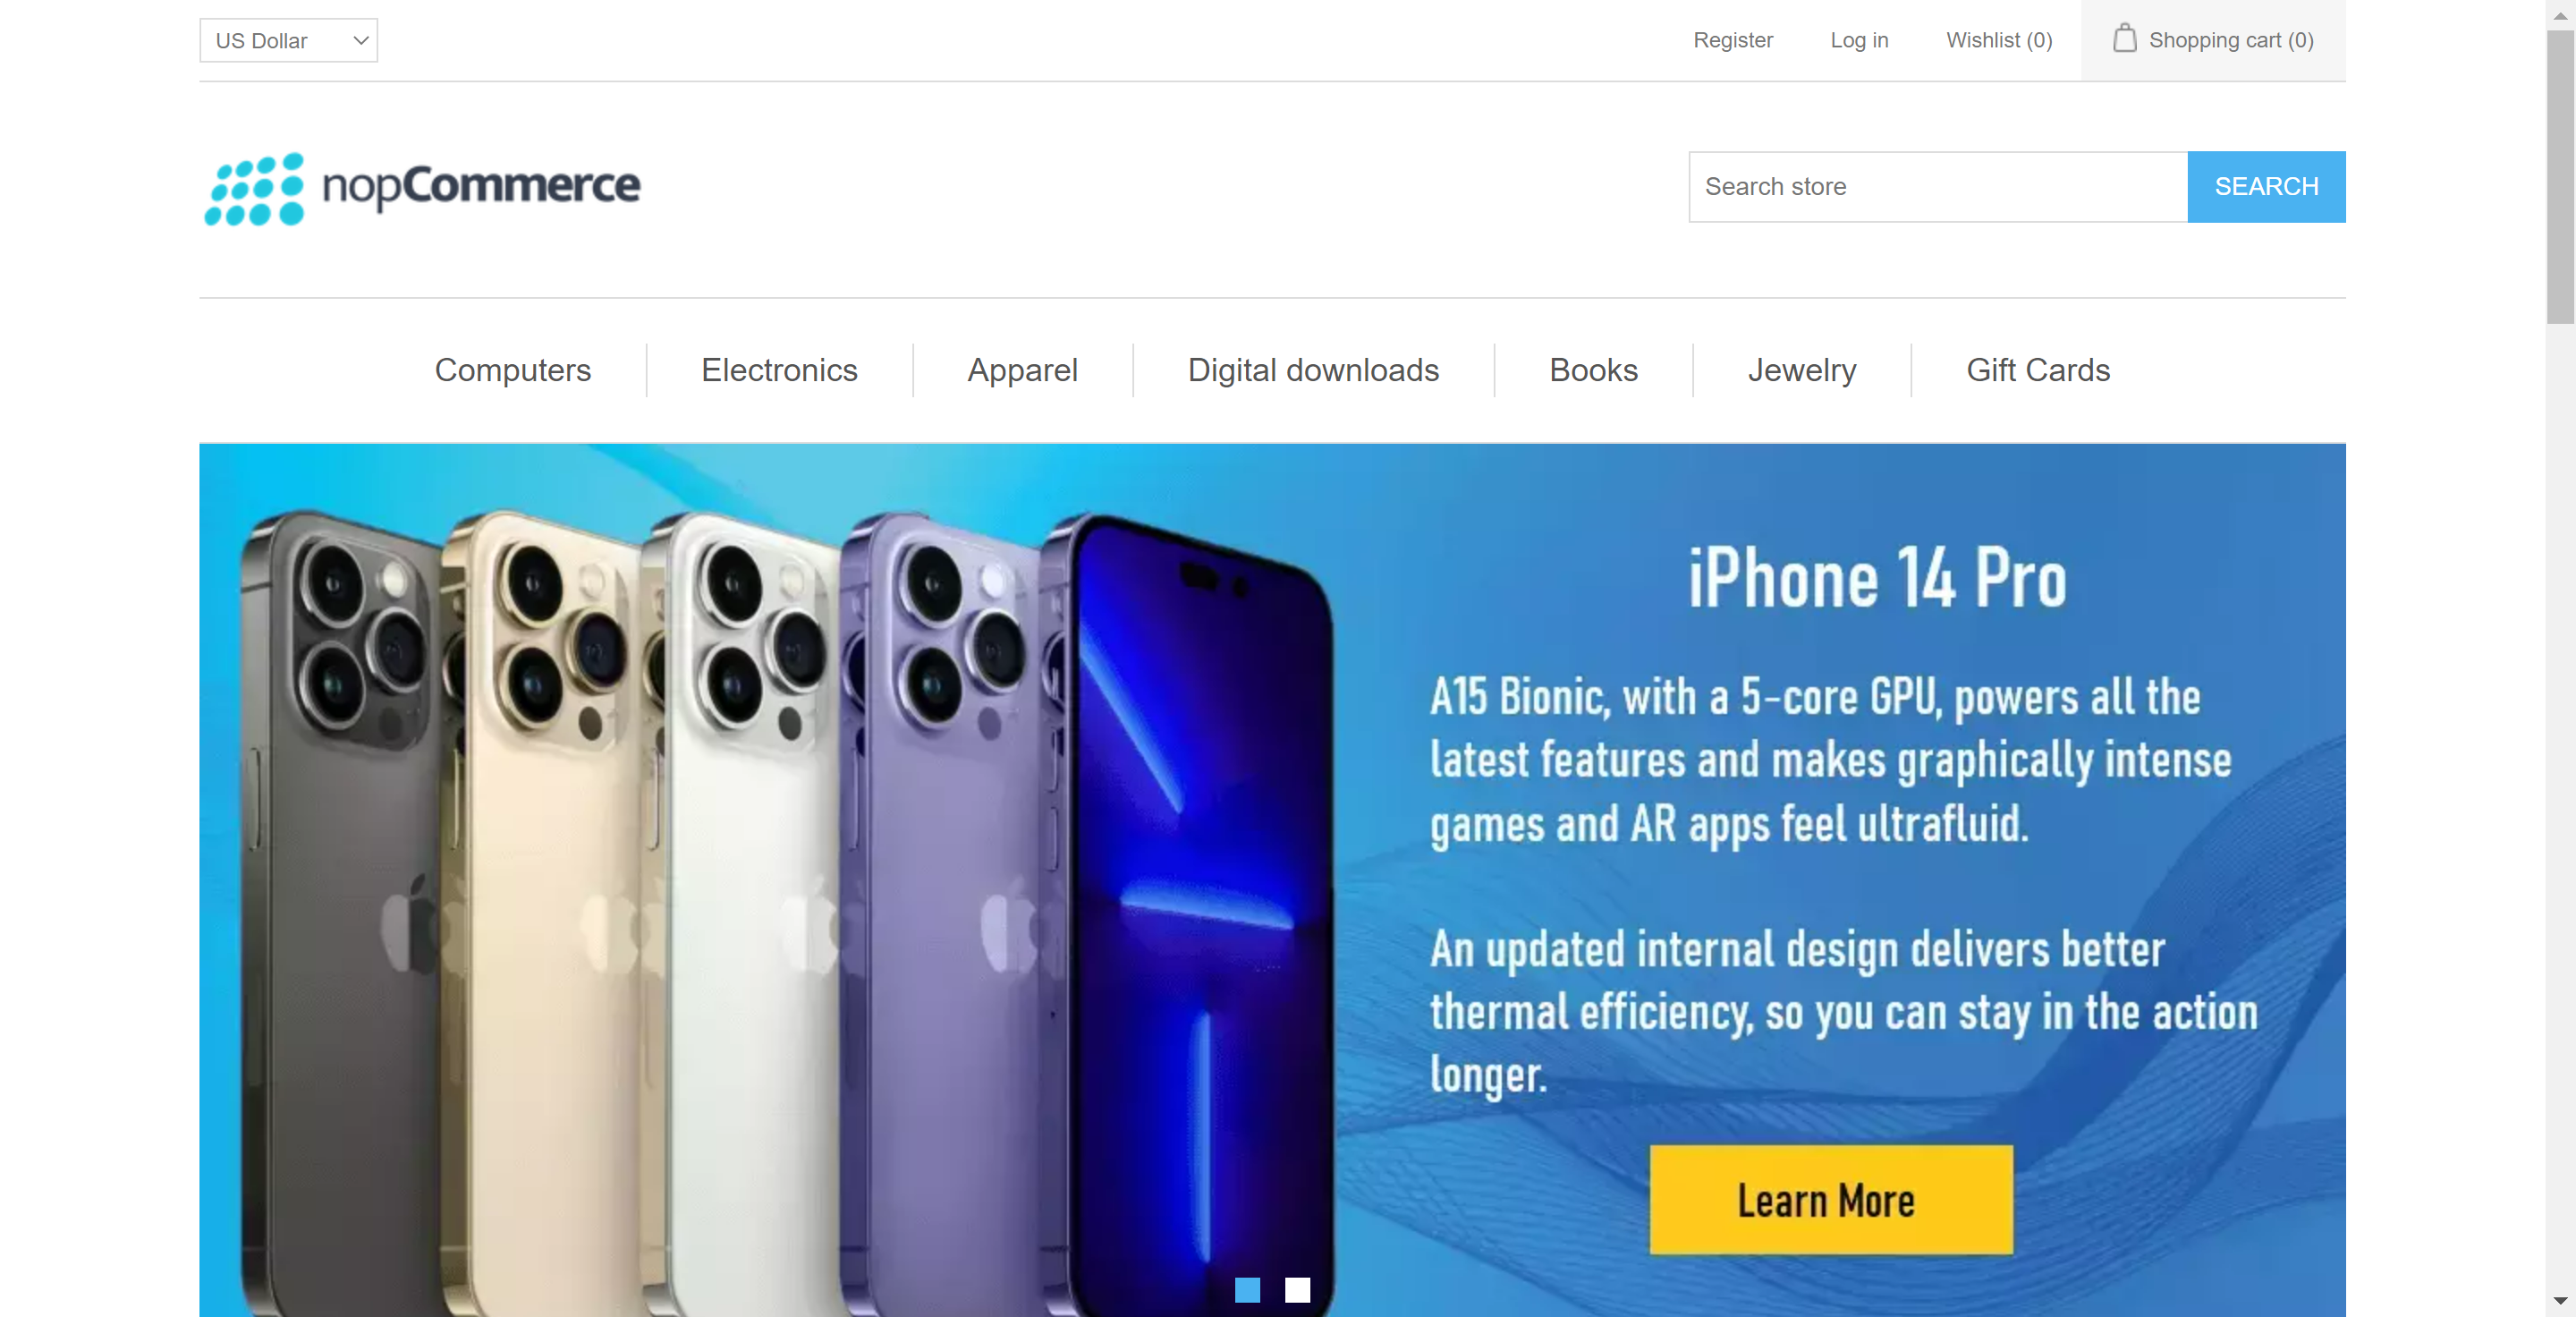 US Dollar
Register
Log in
Wishlist (0)
Shopping cart (0)
nopCommerce
Search store
SEARCH
Computers
Electronics
Apparel
Digital downloads
Books
Jewelry
Gift Cards
iPhone 14 Pro
A15 Bionic, with a 5-core GPU, powers all the
latest features and makes graphically intense
games and AR apps feel ultrafluid.
An updated internal design delivers better
thermal efficiency, so you can stay in the action
longer.
Learn More